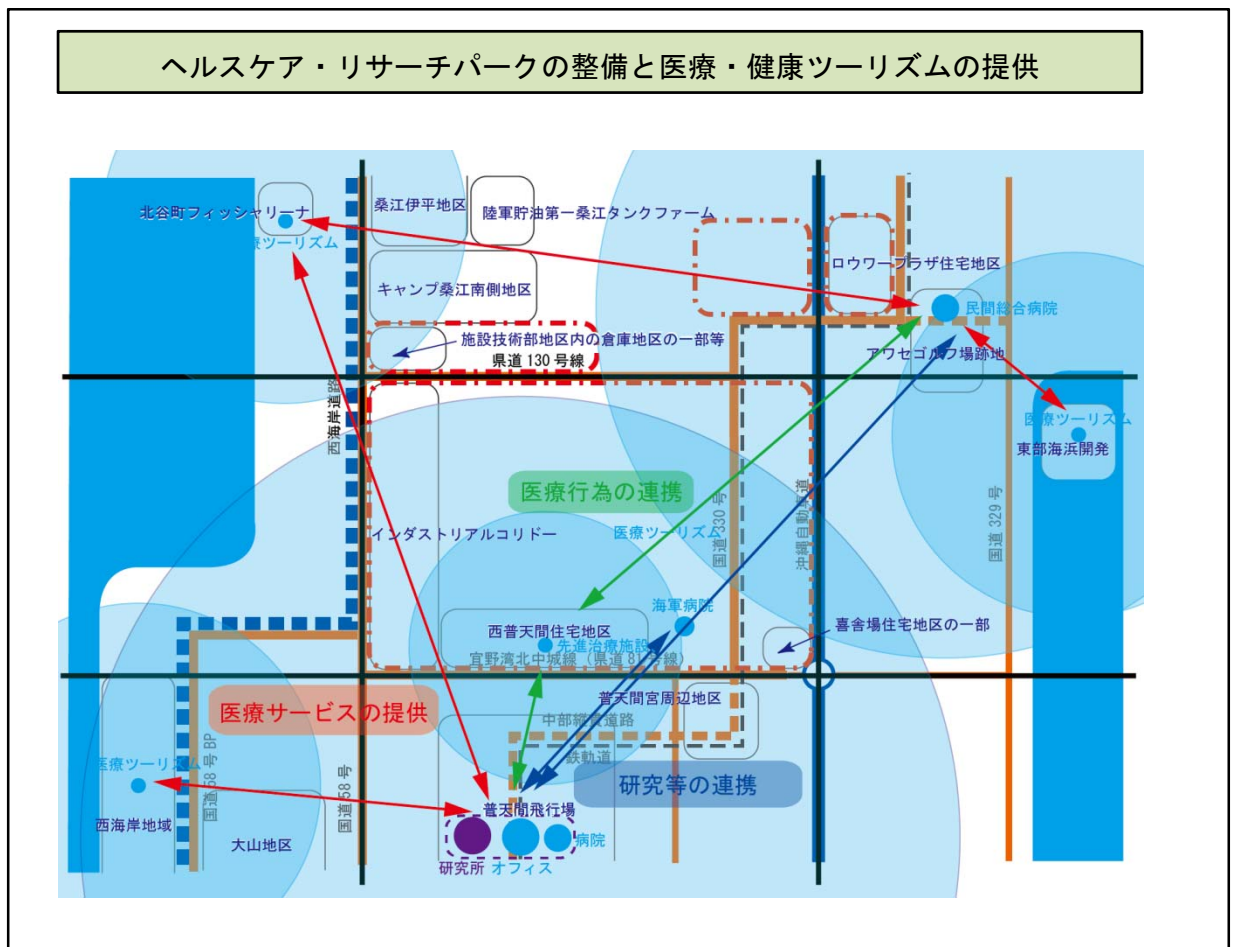 ヘルスケア・リサーチパークの整備と医療・健康ツーリズムの提供
北谷町フィッシャリーナ
療ツーリズム
桑江伊平地区
陸軍貯油第一桑江タンクファーム
キャンプ桑江南側地区
ロウワープラザ住宅地区
民間総合病院
アワセゴルフ場跡地
施設技術部地区内の倉庫地区の一部等
県道130号線
西海岸道路
医療ツーリズム
東部海浜開発
医療行為の連携
インダストリアルコリドー
医療ツーリズム
国道330号
沖縄自動車道
国道329号
海軍病院
西普天間住宅地区
先進治療施設
宜野湾北中城線（県道81号線）
喜舎場住宅地区の一部
普天間宮周辺地区
医療サービスの提供
中部縦貫道路
鉄軌道
研究等の連携
医療ツーリズム
国道58号BP
国道58号
西海岸地域
大山地区
普天間飛行場
病院
研究所
オフィス